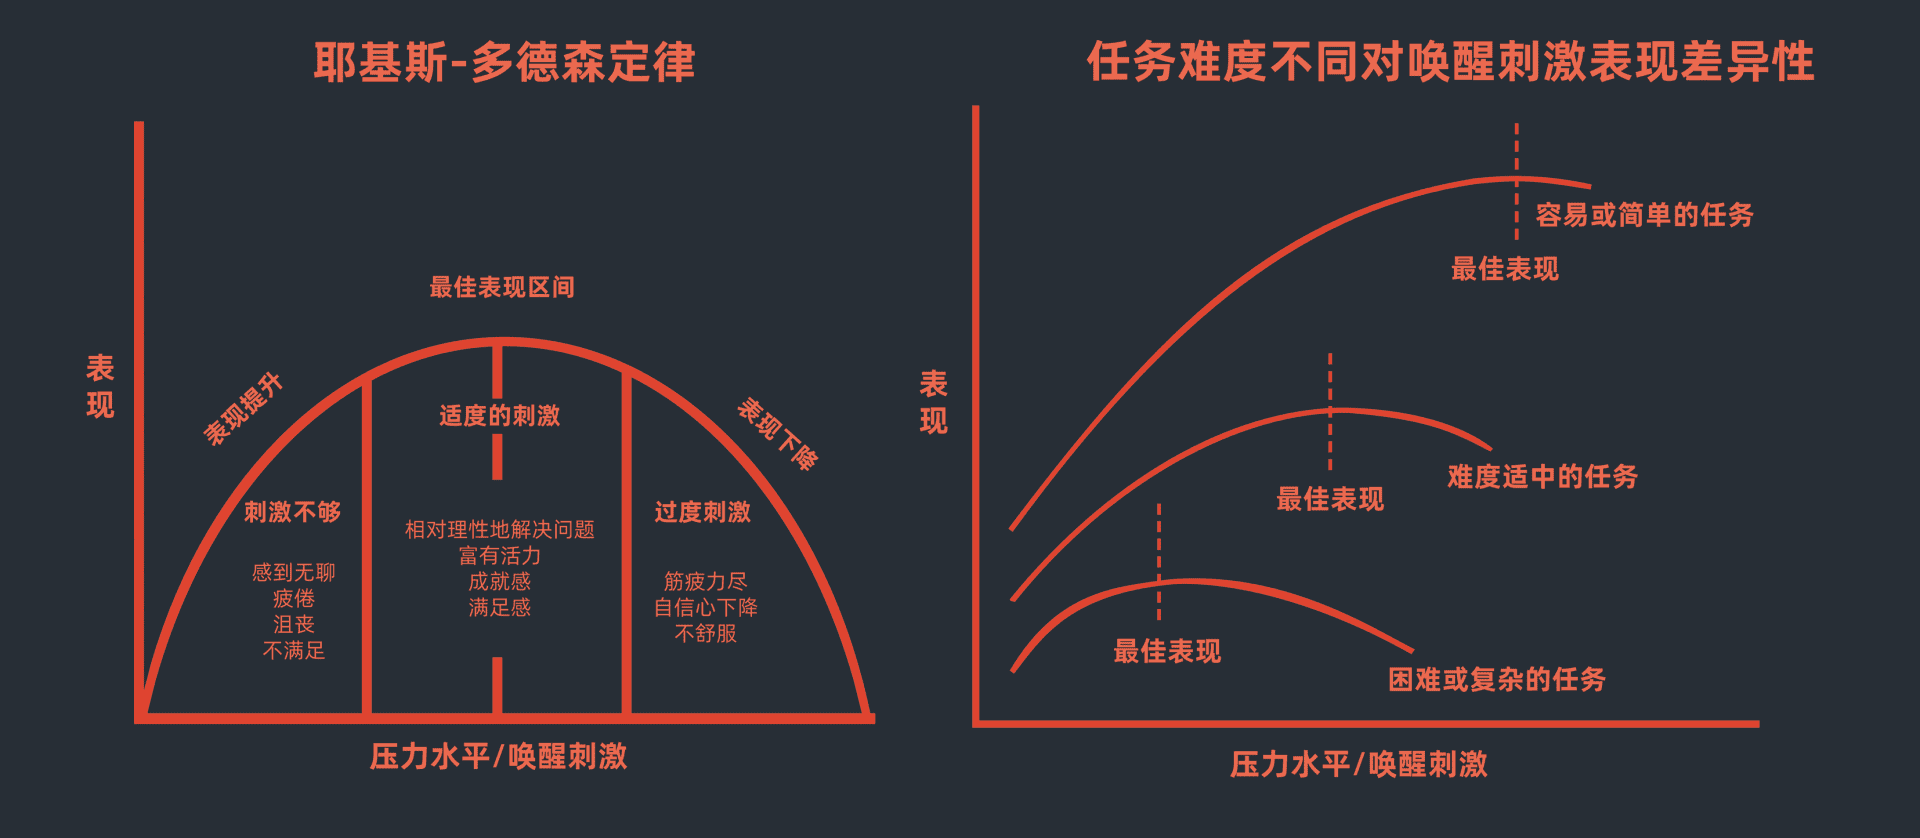 耶基斯-多德森定律
最佳表现区间
表现
表现提升
表现下降
适度的刺激
刺激不够
过度刺激
感到无聊
疲倦
沮丧
不满足
相对理性地解决问题
富有活力
成就感
满足感
筋疲力尽
自信心下降
不舒服
压力水平/唤醒刺激
任务难度不同对唤醒刺激表现差异性
容易或简单的任务
最佳表现
表现
难度适中的任务
最佳表现
最佳表现
困难或复杂的任务
压力水平/唤醒刺激